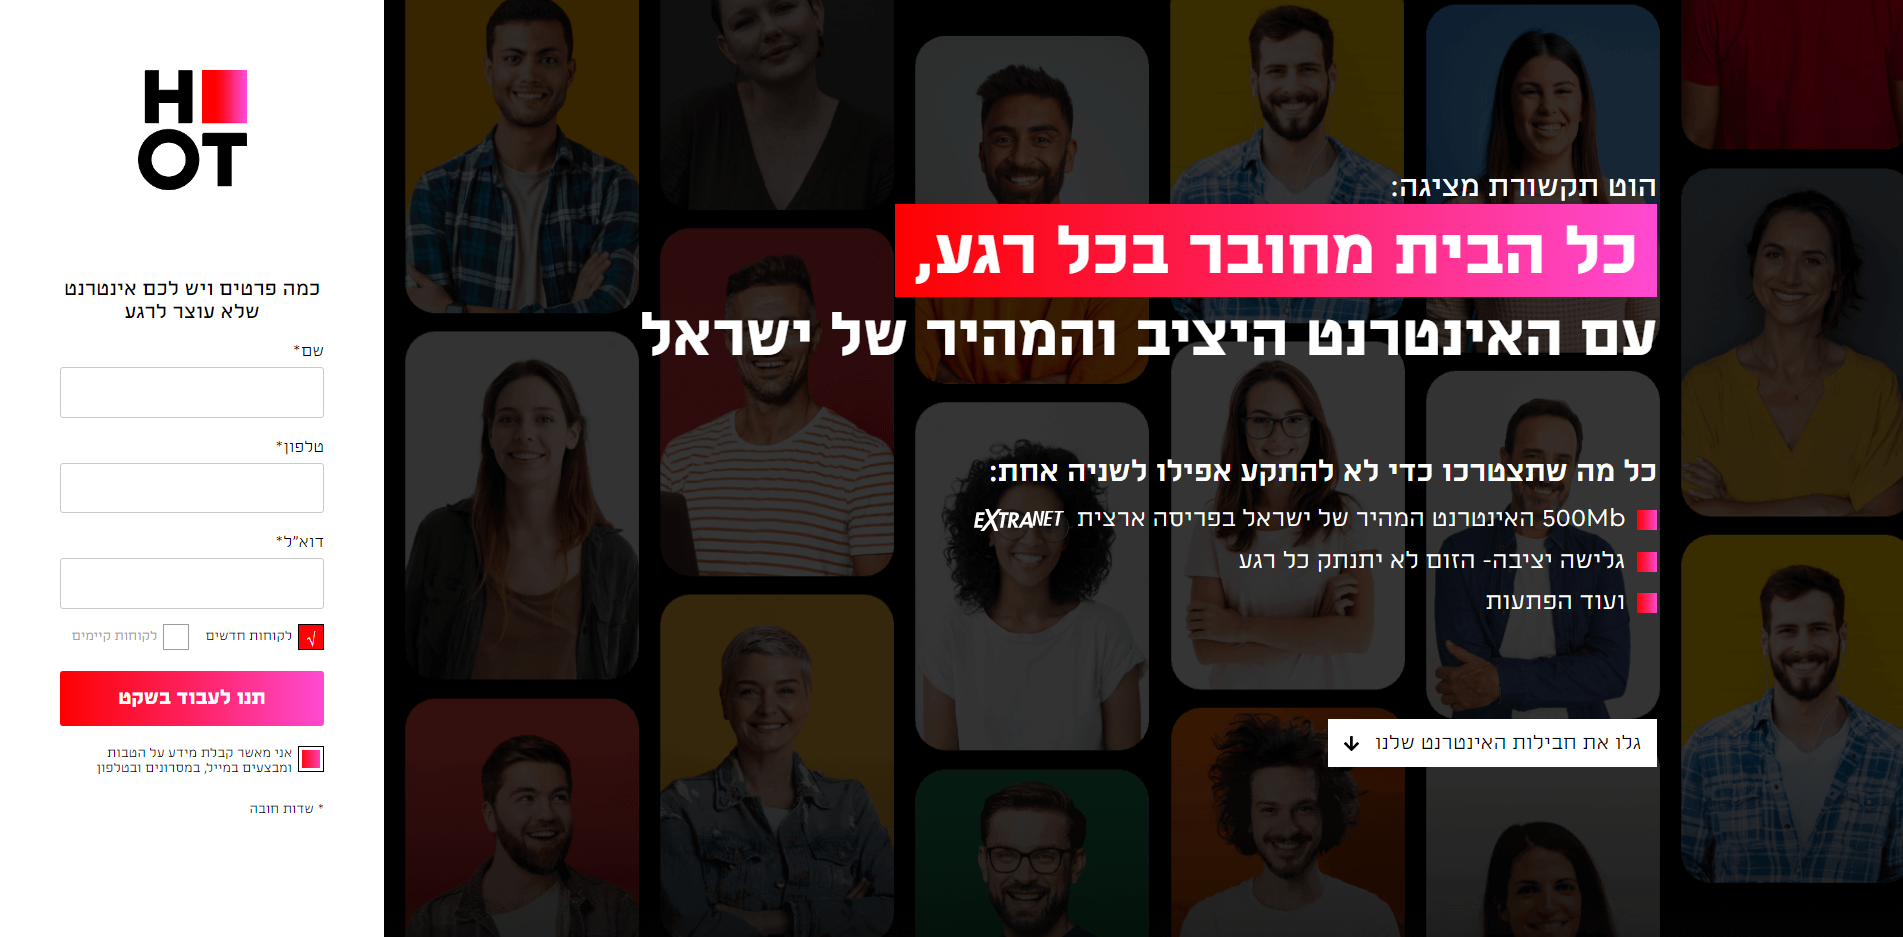 HOT
כמה פרטים ויש לכם אינטרנט
שלא עוצר לרגע
שם*
טלפון*
דוא"ל*
√ לקוחות חדשים
לקוחות קיימים
תנו לעבוד בשקט
אני מאשר קבלת מידע על הטבות
ומבצעים במייל, במסרונים ובטלפון
* שדות חובה
הוט תקשורת מציגה:
כל הבית מחובר בכל רגע,
עם האינטרנט היציב והמהיר של ישראל
כל מה שתצטרכו כדי לא להתקע אפילו לשניה אחת:
500Mb האינטרנט המהיר של ישראל בפריסה ארצית EXTRANET
גלישה יציבה- הזום לא יתנתק כל רגע
ועוד הפתעות
גלו את חבילות האינטרנט שלנו